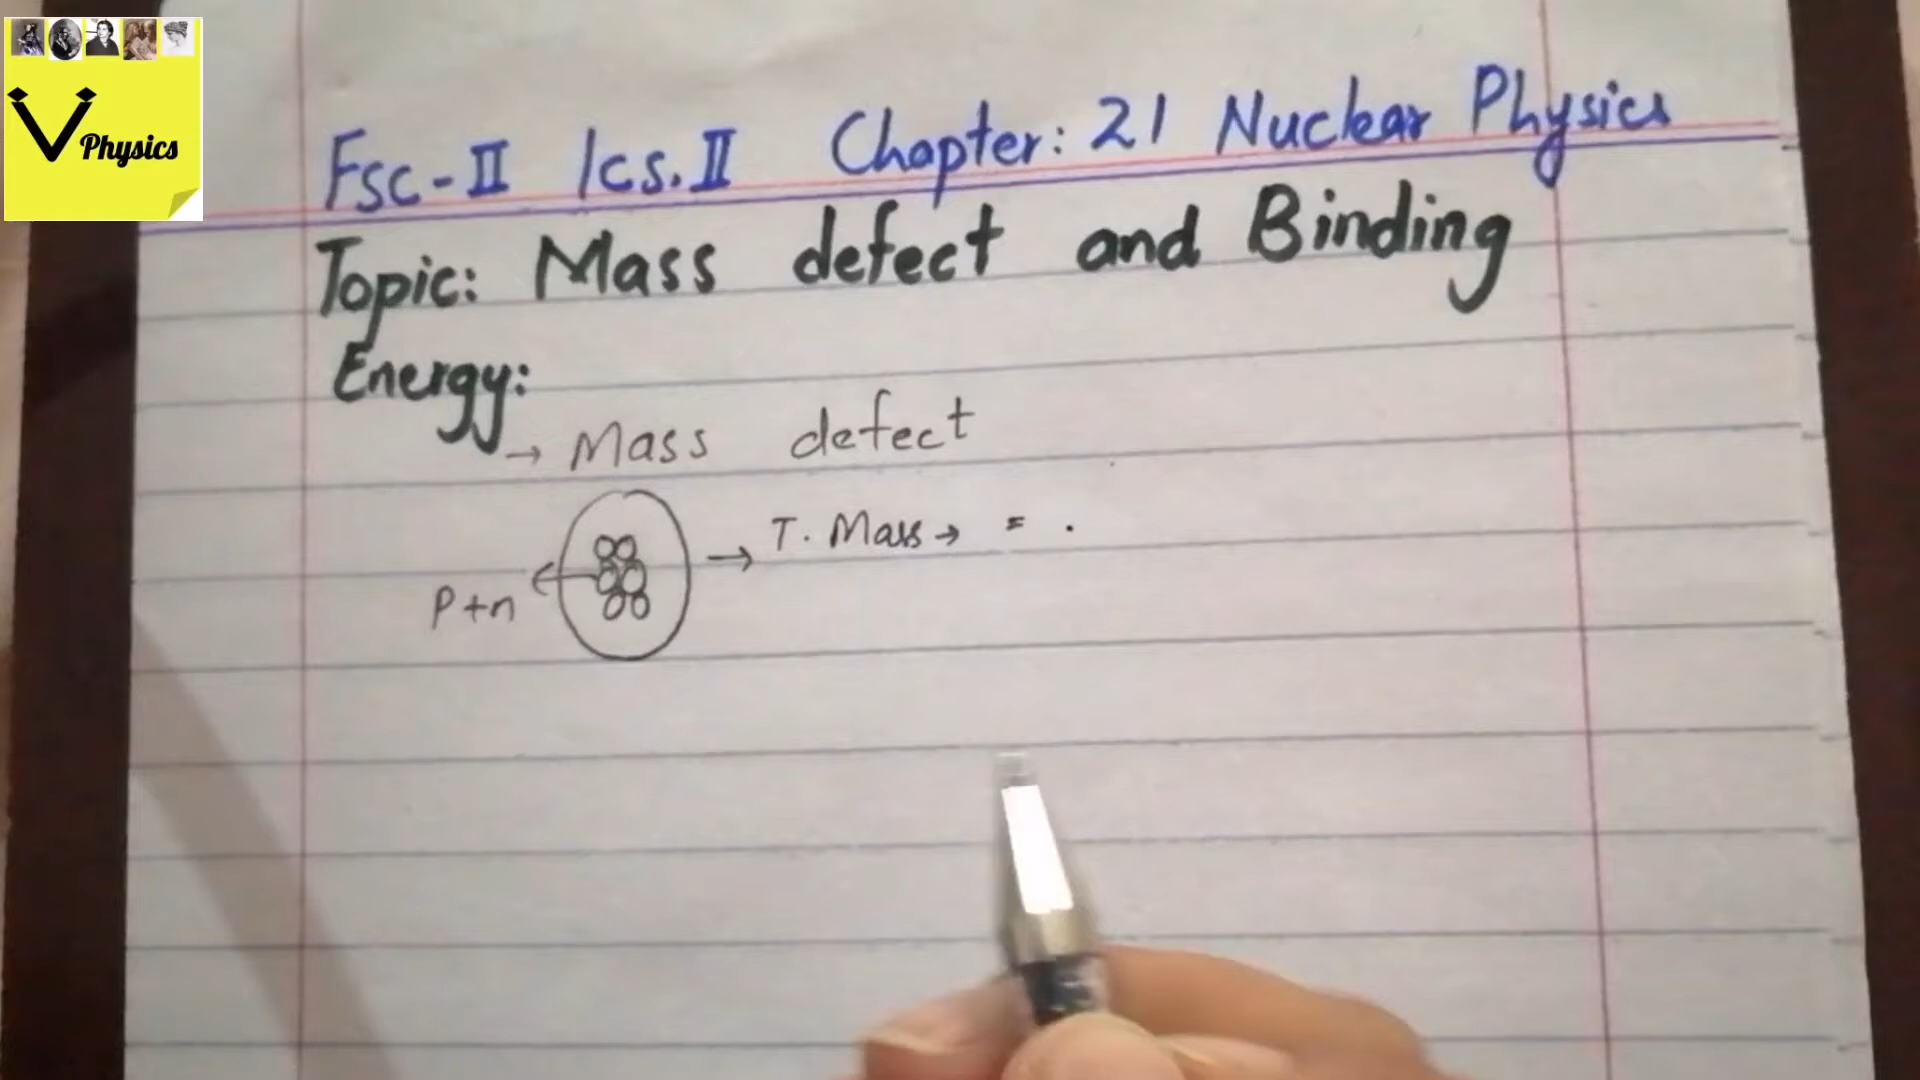 V Physics
Fsc-II Ics.II Chapter: 21 Nuclear Physics
Topic: Mass defect and Binding
Energy:
→ Mass defect
→ T. Mass → = .
P+n